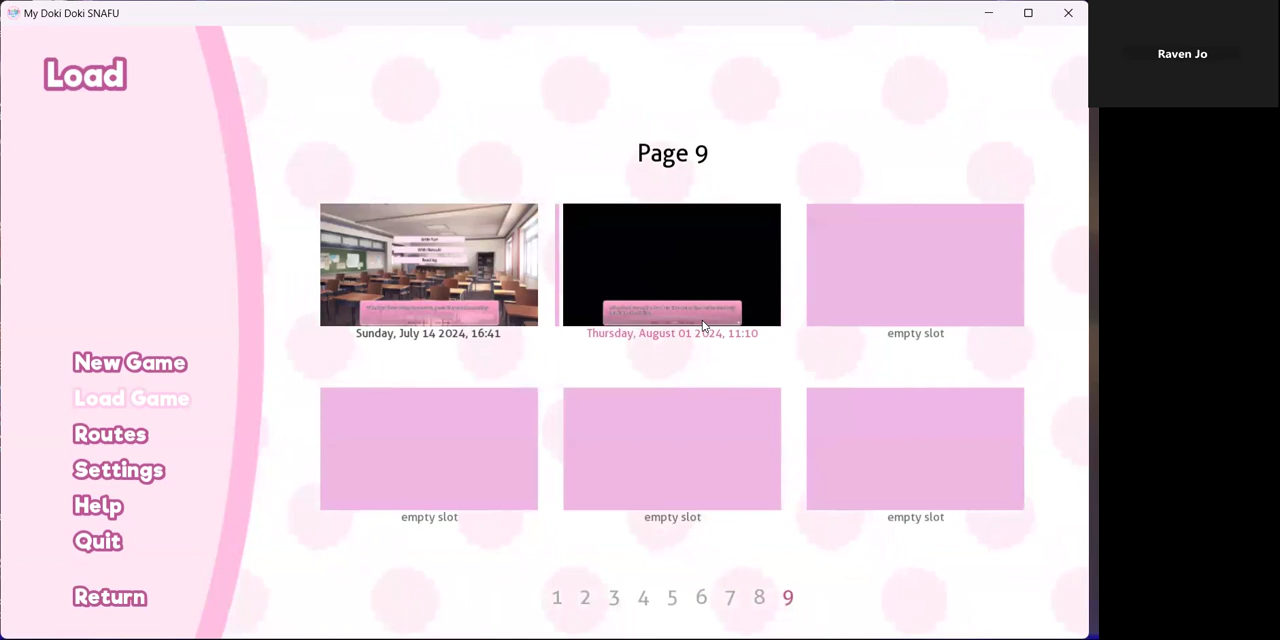 My Doki Doki SNAFU
Raven Jo
Load
Page 9
Sunday, July 14 2024, 16:41
Thursday, August 01 2024, 11:10
empty slot
New Game
Load Game
Routes
Settings
Help
Quit
Return
empty slot
empty slot
empty slot
1 2 3 4 5 6 7 8 9